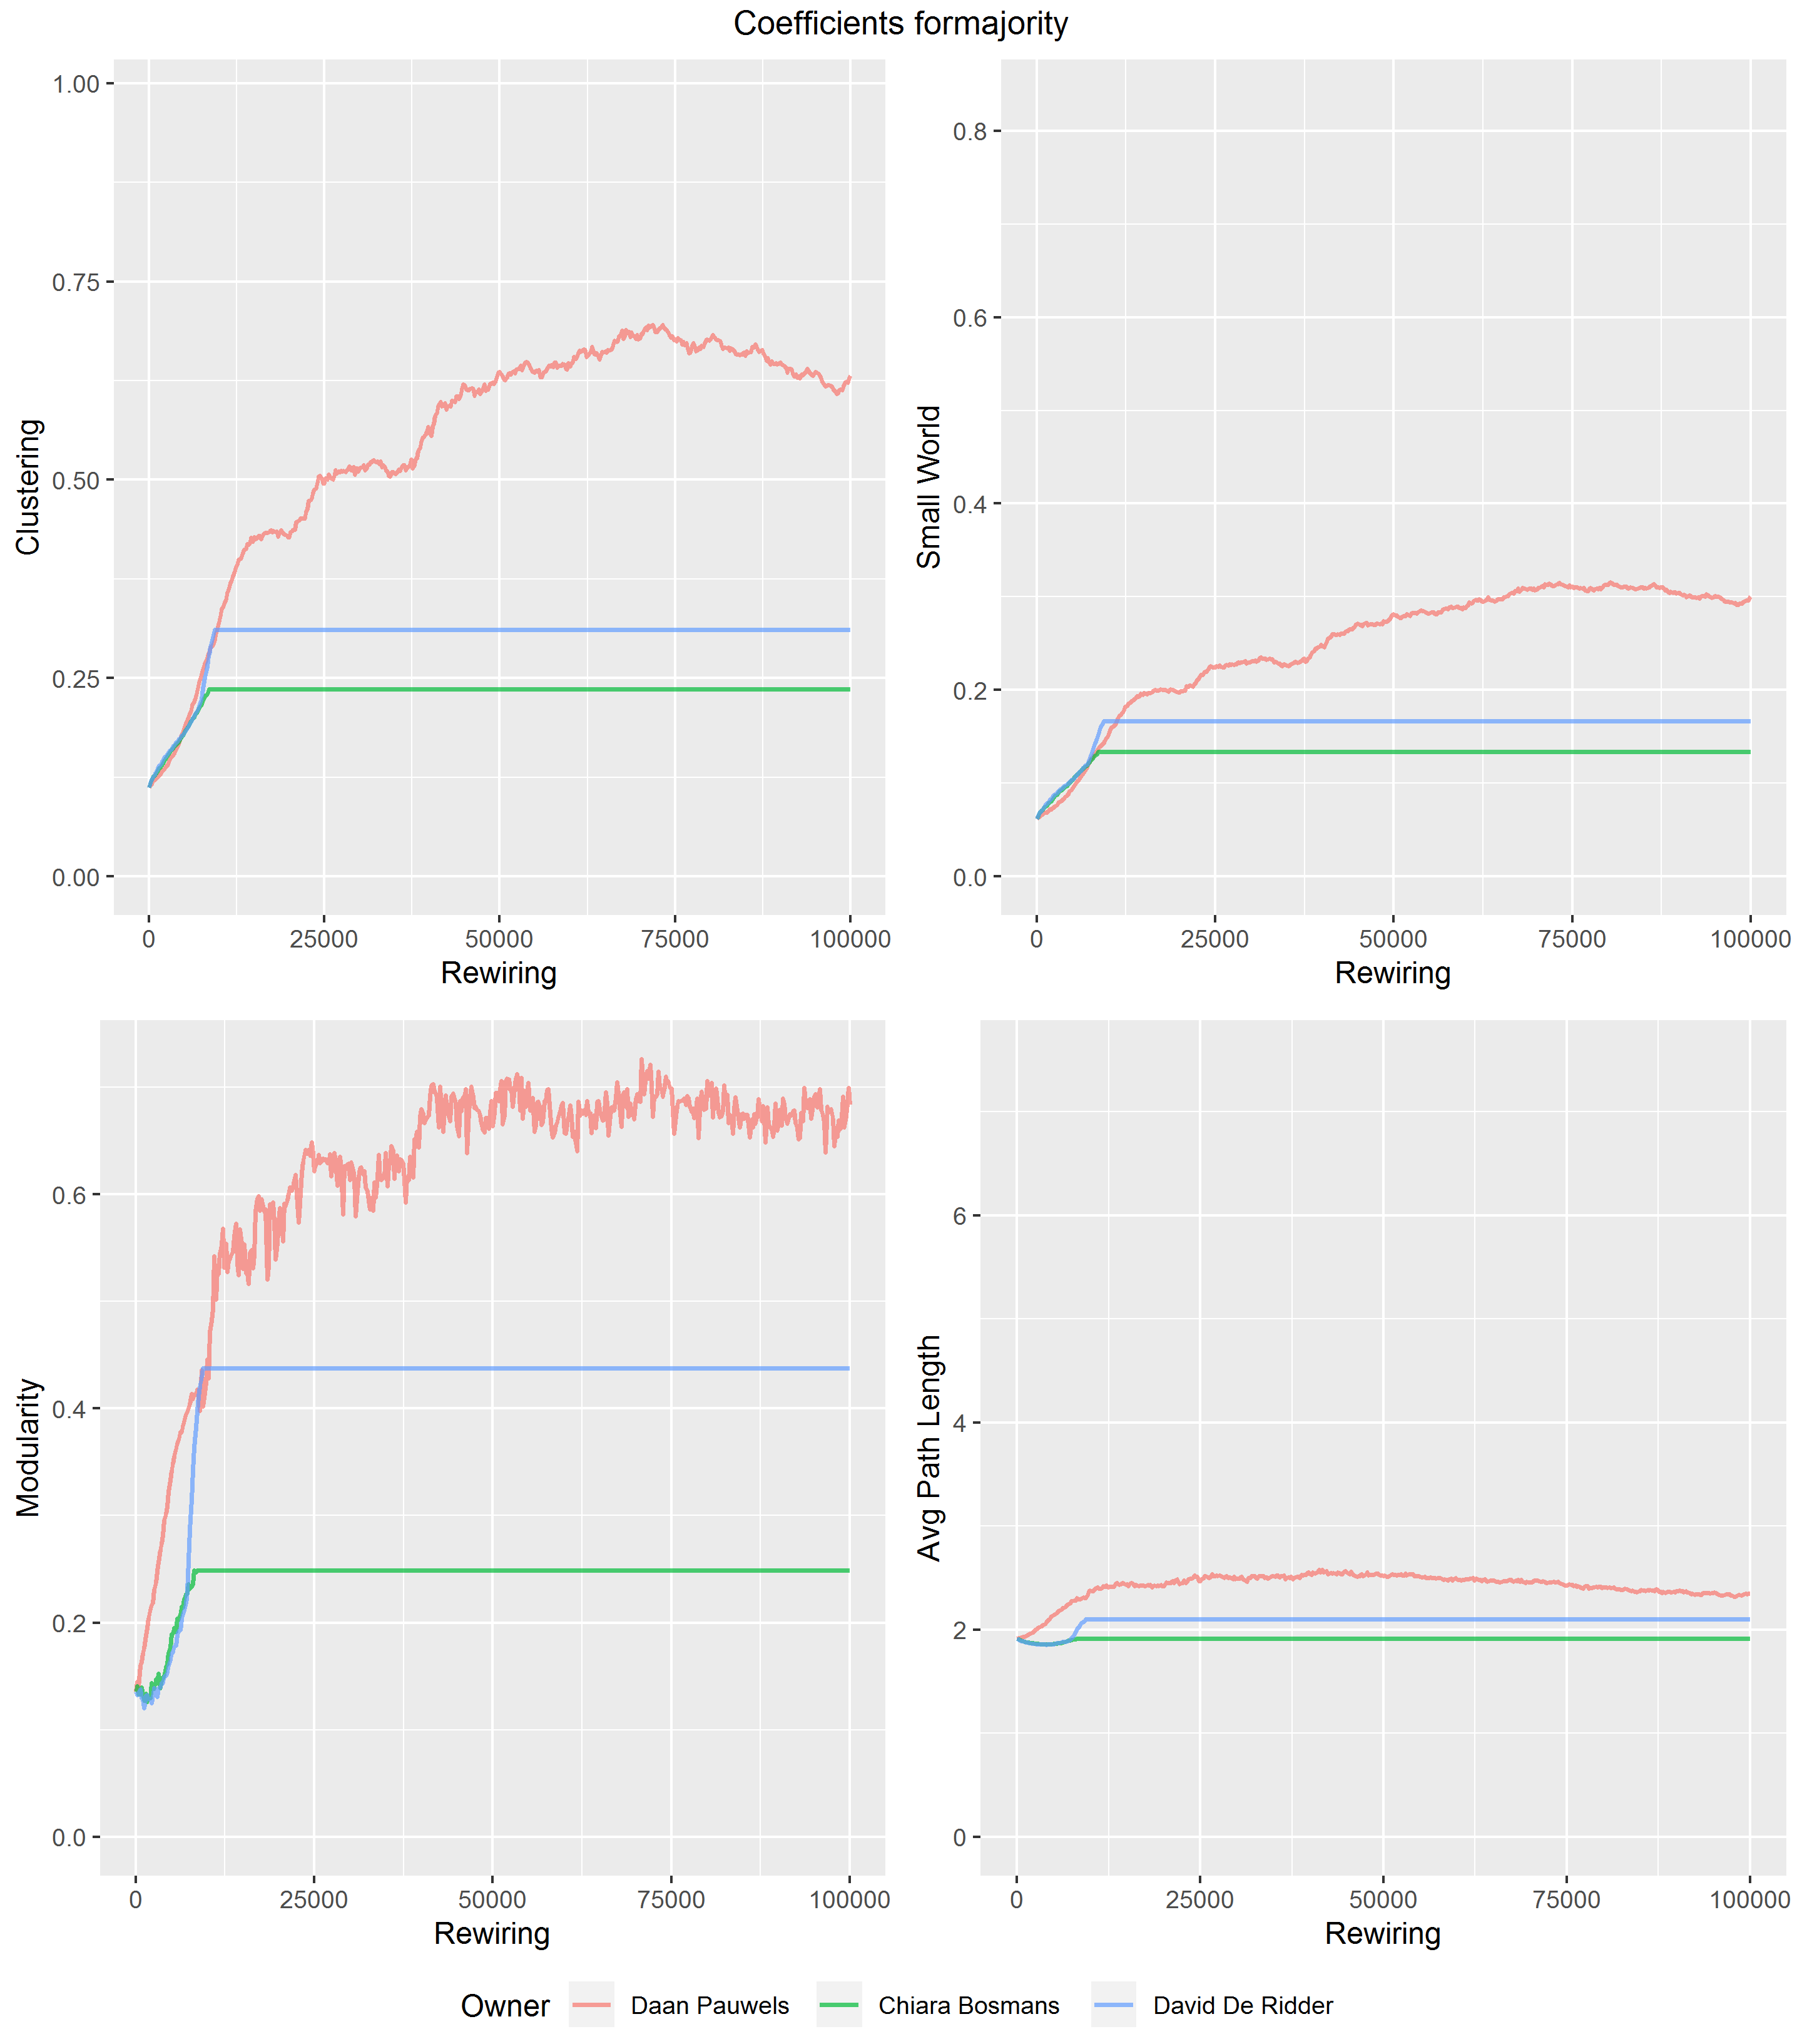 Coefficients formajority
1.00
0.75
0.50
0.25
0.00
Clustering
0 25000 50000 75000 100000
Rewiring
0.8
0.6
0.4
0.2
0.0
Small World
0 25000 50000 75000 100000
Rewiring
0.6
0.4
0.2
0.0
Modularity
0 25000 50000 75000 100000
Rewiring
6
4
2
0
Avg Path Length
0 25000 50000 75000 100000
Rewiring
Owner Daan Pauwels Chiara Bosmans David De Ridder